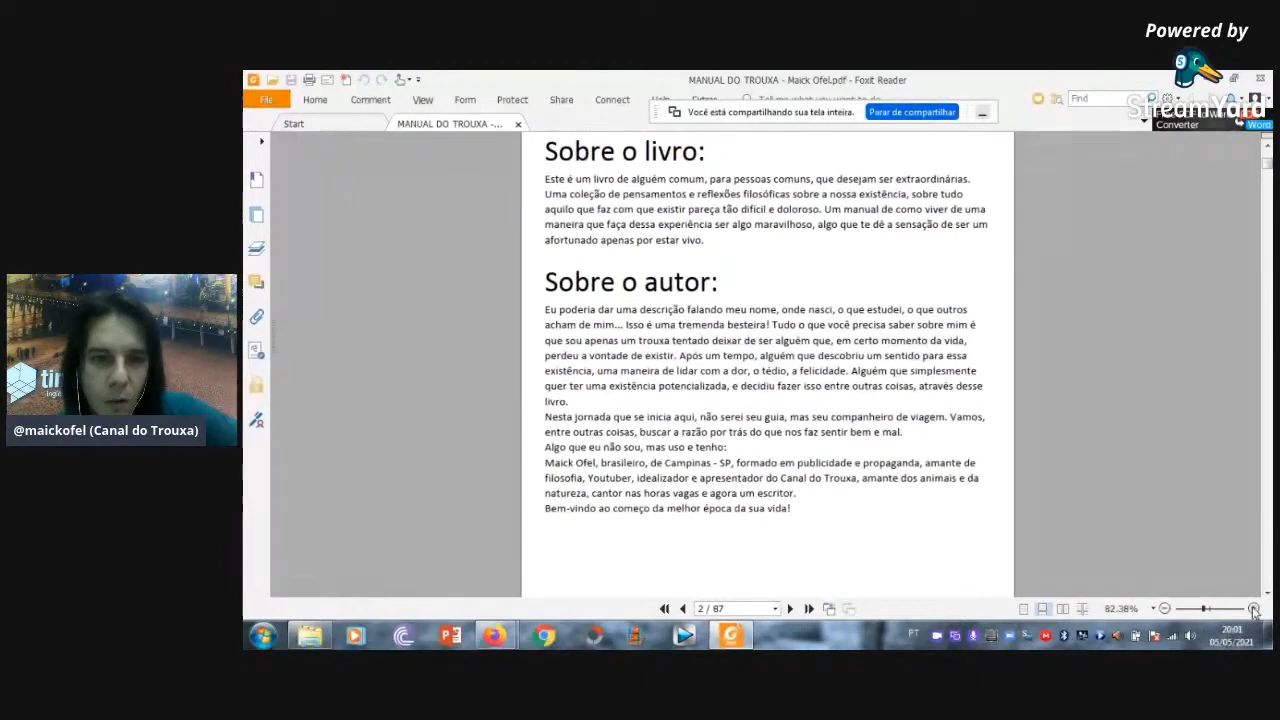 Powered by
StreamYard
MANUAL DO TROUXA - Maick Ofel.pdf - Foxit Reader
File Home Comment View Form Protect Share Connect Help Extras Tell me what you want to do Find
Você está compartilhando sua tela inteira. Parar de compartilhar
Start MANUAL DO TROUXA -...
Converter Word
Sobre o livro:
Este é um livro de alguém comum, para pessoas comuns, que desejam ser extraordinárias.
Uma coleção de pensamentos e reflexões filosóficas sobre a nossa existência, sobre tudo
aquilo que faz com que existir pareça tão difícil e doloroso. Um manual de como viver de uma
maneira que faça dessa experiência ser algo maravilhoso, algo que te dê a sensação de ser um
afortunado apenas por estar vivo.
Sobre o autor:
Eu poderia dar uma descrição falando meu nome, onde nasci, o que estudei, o que outros
acham de mim... Isso é uma tremenda besteira! Tudo o que você precisa saber sobre mim é
que sou apenas um trouxa tentado deixar de ser alguém que, em certo momento da vida,
perdeu a vontade de existir. Após um tempo, alguém que descobriu um sentido para essa
existência, uma maneira de lidar com a dor, o tédio, a felicidade. Alguém que simplesmente
quer ter uma existência potencializada, e decidiu fazer isso entre outras coisas, através desse
livro.
Nesta jornada que se inicia aqui, não serei seu guia, mas seu companheiro de viagem. Vamos,
entre outras coisas, buscar a razão por trás do que nos faz sentir bem e mal.
Algo que eu não sou, mas uso e tenho:
Maick Ofel, brasileiro, de Campinas - SP, formado em publicidade e propaganda, amante de
filosofia, Youtuber, idealizador e apresentador do Canal do Trouxa, amante dos animais e da
natureza, cantor nas horas vagas e agora um escritor.
Bem-vindo ao começo da melhor época da sua vida!
@maickofel (Canal do Trouxa)
2 / 87
82.38%
PT
20:01
05/05/2021